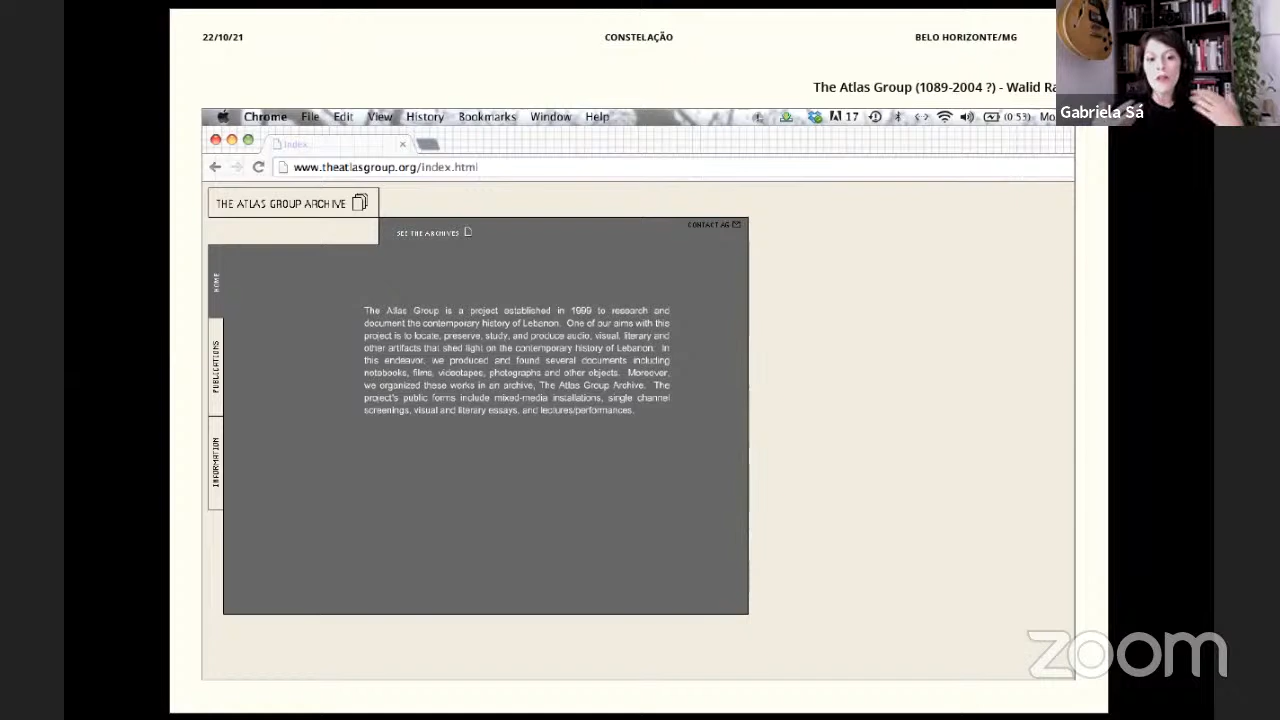 22/10/21 CONSTELAÇÃO BELO HORIZONTE/MG
The Atlas Group (1089-2004 ?) - Walid Ra
Gabriela Sá
Chrome File Edit View History Bookmarks Window Help 17 (0:53) Mo
Index.
www.theatlasgroup.org/index.html
THE ATLAS GROUP ARCHIVE
SEE THE ARCHIVES
CONTACT AG
HOME
PUBLICATIONS
INFORMATION
The Atlas Group is a project established in 1999 to research and
document the contemporary history of Lebanon. One of our aims with this
project is to locate, preserve, study, and produce audio, visual, literary and
other artifacts that shed light on the contemporary history of Lebanon. In
this endeavor, we produced and found several documents including
notebooks, films, videotapes, photographs and other objects. Moreover,
we organized these works in an archive, The Atlas Group Archive. The
project's public forms include mixed-media installations, single channel
screenings, visual and literary essays, and lectures/performances.
zoom